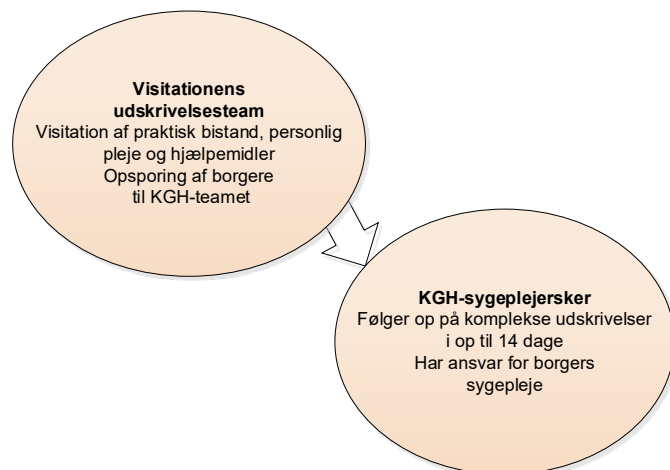 Visitationens
udskrivelsesteam
Visitation af praktisk bistand, personlig
pleje og hjælpemidler
Opsporing af borgere
til KGH-teamet
KGH-sygeplejersker
Følger op på komplekse udskrivelser
i op til 14 dage
Har ansvar for borgers
sygepleje